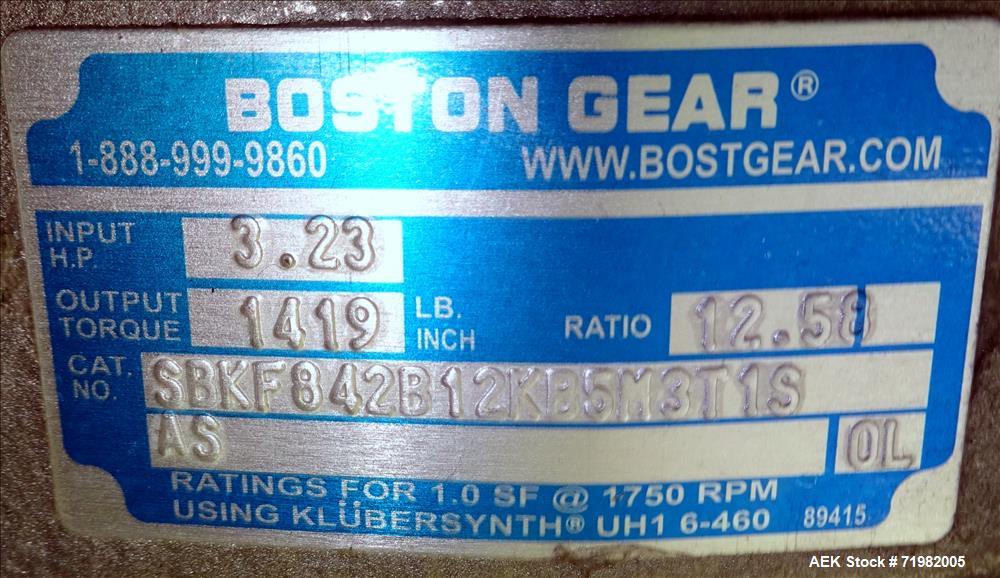 BOSTON GEAR®
1-888-999-9860 WWW.BOSTGEAR.COM
INPUT H.P. 3.23
OUTPUT TORQUE 1419 LB. INCH RATIO 12.58
CAT. NO. SBKF842B12KB5M3T1S
AS OL
RATINGS FOR 1.0 SF @ 1750 RPM
USING KLÜBERSYNTH® UH1 6-460 89415
AEK Stock # 71982005